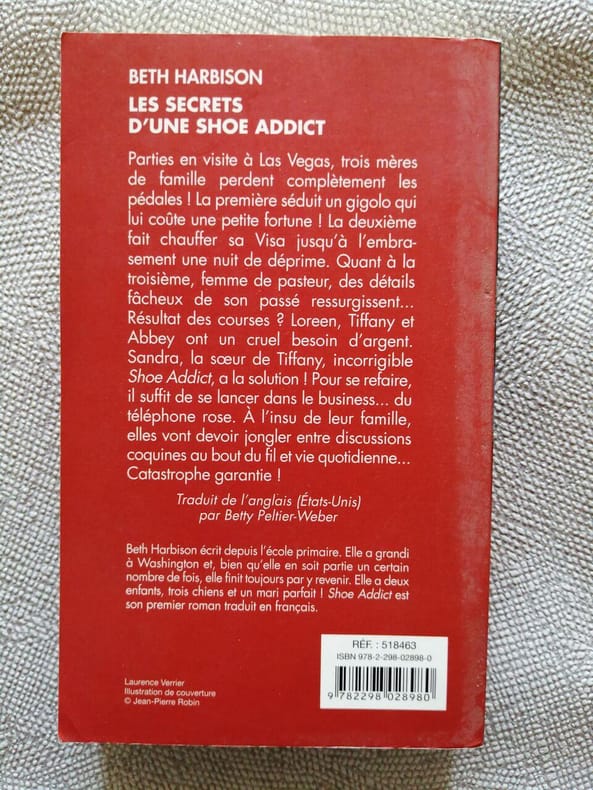 BETH HARBISON
LES SECRETS
D'UNE SHOE ADDICT
Parties en visite à Las Vegas, trois mères
de famille perdent complètement les
pédales ! La première séduit un gigolo qui
lui coûte une petite fortune ! La deuxième
fait chauffer sa Visa jusqu'à l'embra-
sement une nuit de déprime. Quant à la
troisième, femme de pasteur, des détails
fâcheux de son passé ressurgissent...
Résultat des courses ? Loreen, Tiffany et
Abbey ont un cruel besoin d'argent.
Sandra, la sœur de Tiffany, incorrigible
Shoe Addict, a la solution ! Pour se refaire,
il suffit de se lancer dans le business... du
téléphone rose. À l'insu de leur famille,
elles vont devoir jongler entre discussions
coquines au bout du fil et vie quotidienne...
Catastrophe garantie !
Traduit de l'anglais (États-Unis)
par Betty Peltier-Weber
Beth Harbison écrit depuis l'école primaire. Elle a grandi
à Washington et, bien qu'elle en soit partie un certain
nombre de fois, elle finit toujours par y revenir. Elle a deux
enfants, trois chiens et un mari parfait ! Shoe Addict est
son premier roman traduit en français.
RÉF. : 518463
ISBN 978-2-298-02898-0
9 782298 028980
Laurence Verrier
Illustration de couverture
© Jean-Pierre Robin